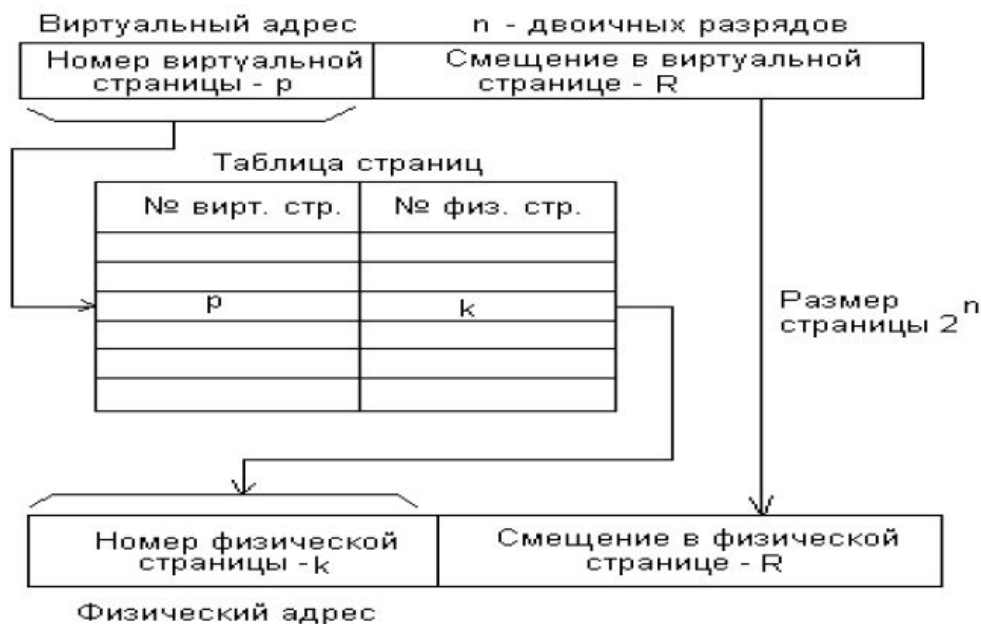 Виртуальный адрес
n - двоичных разрядов
Номер виртуальной
страницы - p
Смещение в виртуальной
странице - R
Таблица страниц
№ вирт. стр.
№ физ. стр.
p
k
Размер
страницы 2^n
Номер физической
страницы -k
Смещение в физической
странице - R
Физический адрес